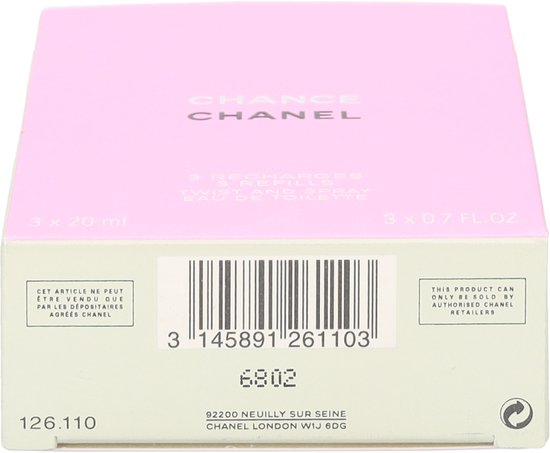 CHANCE
CHANEL
3 RECHARGES
3 REFILLS
TWIST AND SPRAY
EAU DE TOILETTE
3 x 20 ml
3 x 0.7 FL.OZ
CET ARTICLE NE PEUT
ÊTRE VENDU QUE
PAR LES DÉPOSITAIRES
AGRÉÉS CHANEL
3 145891 261103
THIS PRODUCT CAN
ONLY BE SOLD BY
AUTHORISED CHANEL
RETAILERS
6802
126.110
92200 NEUILLY SUR SEINE
CHANEL LONDON W1J 6DG